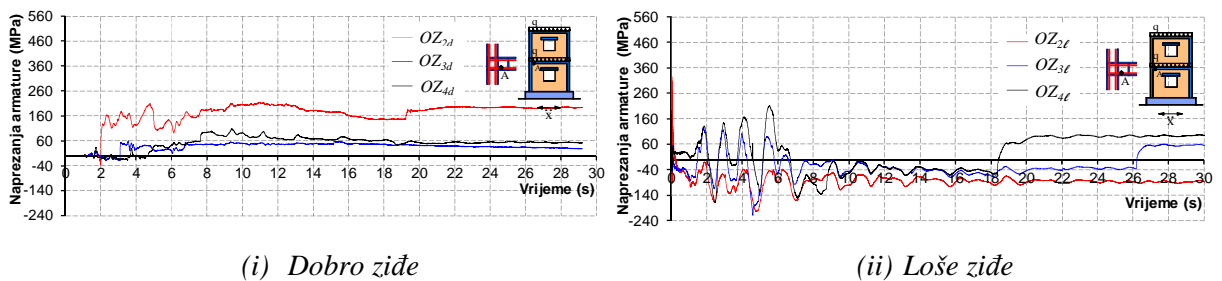 Naprezanja armature (MPa)
560
460
360
260
160
60
-40
-140
-240
0 2 4 6 8 10 12 14 16 18 20 22 24 26 28 30
Vrijeme (s)
OZ2d
OZ3d
OZ4d
A
q
q
A
x
(i) Dobro ziđe
Naprezanja armature (MPa)
560
460
360
260
160
60
-40
-140
-240
0 2 4 6 8 10 12 14 16 18 20 22 24 26 28 30
Vrijeme (s)
OZ2ℓ
OZ3ℓ
OZ4ℓ
A
q
q
A
x
(ii) Loše ziđe